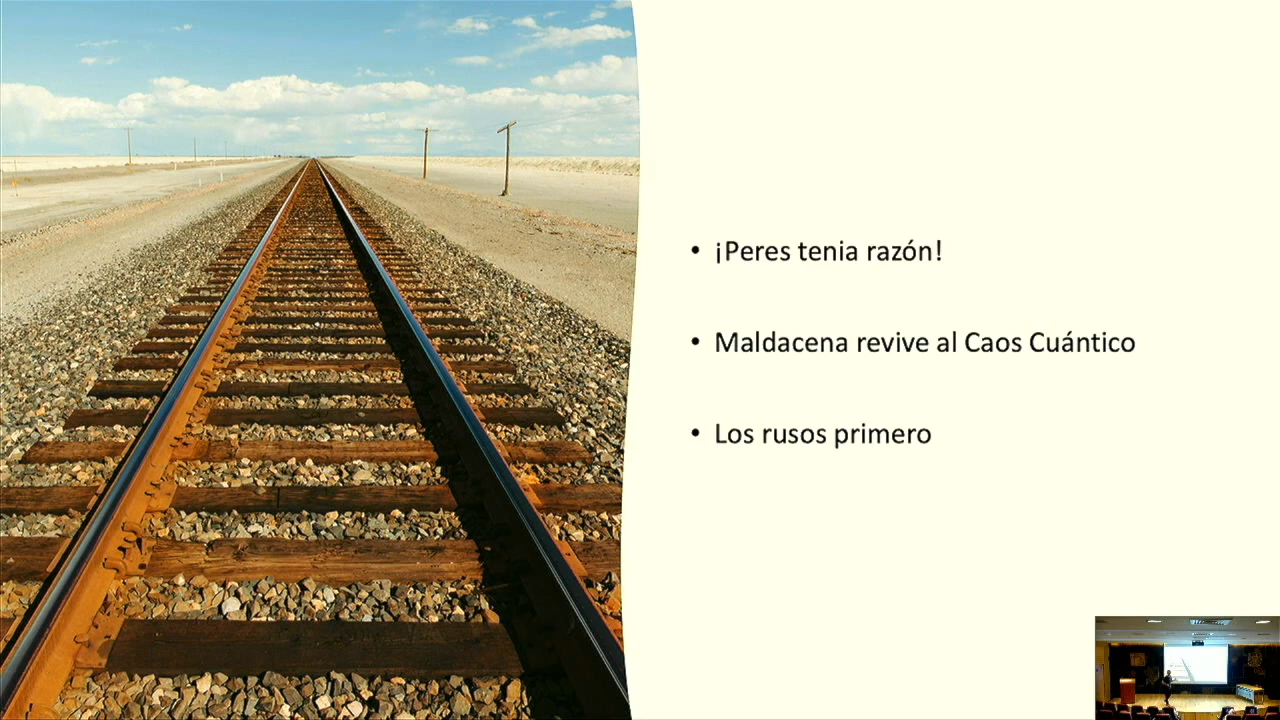 • ¡Peres tenia razón!
• Maldacena revive al Caos Cuántico
• Los rusos primero